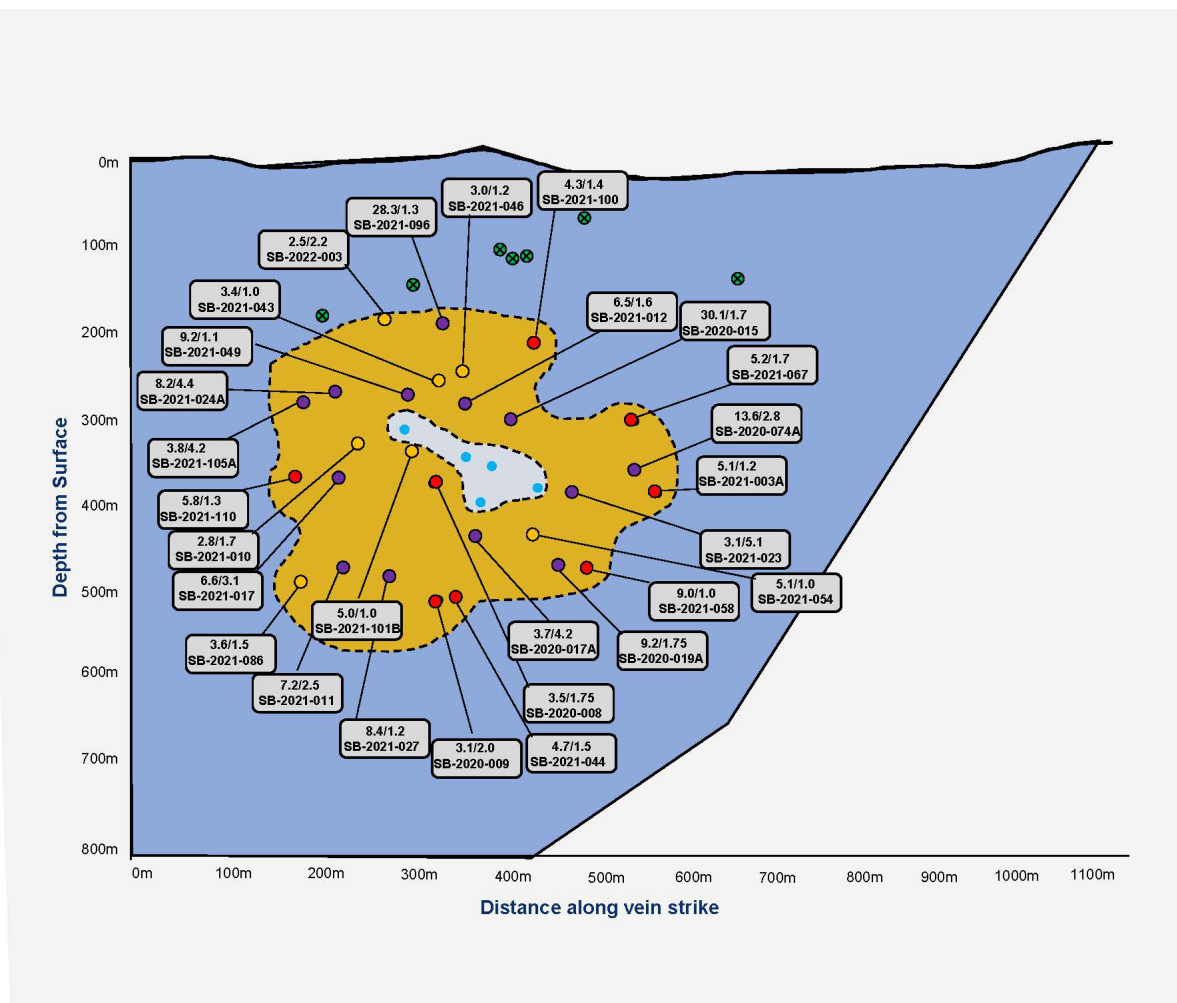 0m
100m
200m
300m
400m
500m
600m
700m
800m
Depth from Surface
3.0/1.2
SB-2021-046
4.3/1.4
SB-2021-100
28.3/1.3
SB-2021-096
2.5/2.2
SB-2022-003
3.4/1.0
SB-2021-043
6.5/1.6
SB-2021-012
30.1/1.7
SB-2020-015
9.2/1.1
SB-2021-049
5.2/1.7
SB-2021-067
8.2/4.4
SB-2021-024A
13.6/2.8
SB-2020-074A
3.8/4.2
SB-2021-105A
5.1/1.2
SB-2021-003A
5.8/1.3
SB-2021-110
2.8/1.7
SB-2021-010
3.1/5.1
SB-2021-023
6.6/3.1
SB-2021-017
5.1/1.0
SB-2021-054
9.0/1.0
SB-2021-058
5.0/1.0
SB-2021-101B
3.7/4.2
SB-2020-017A
9.2/1.75
SB-2020-019A
3.6/1.5
SB-2021-086
7.2/2.5
SB-2021-011
3.5/1.75
SB-2020-008
8.4/1.2
SB-2021-027
3.1/2.0
SB-2020-009
4.7/1.5
SB-2021-044
0m
100m
200m
300m
400m
500m
600m
700m
800m
900m
1000m
1100m
Distance along vein strike